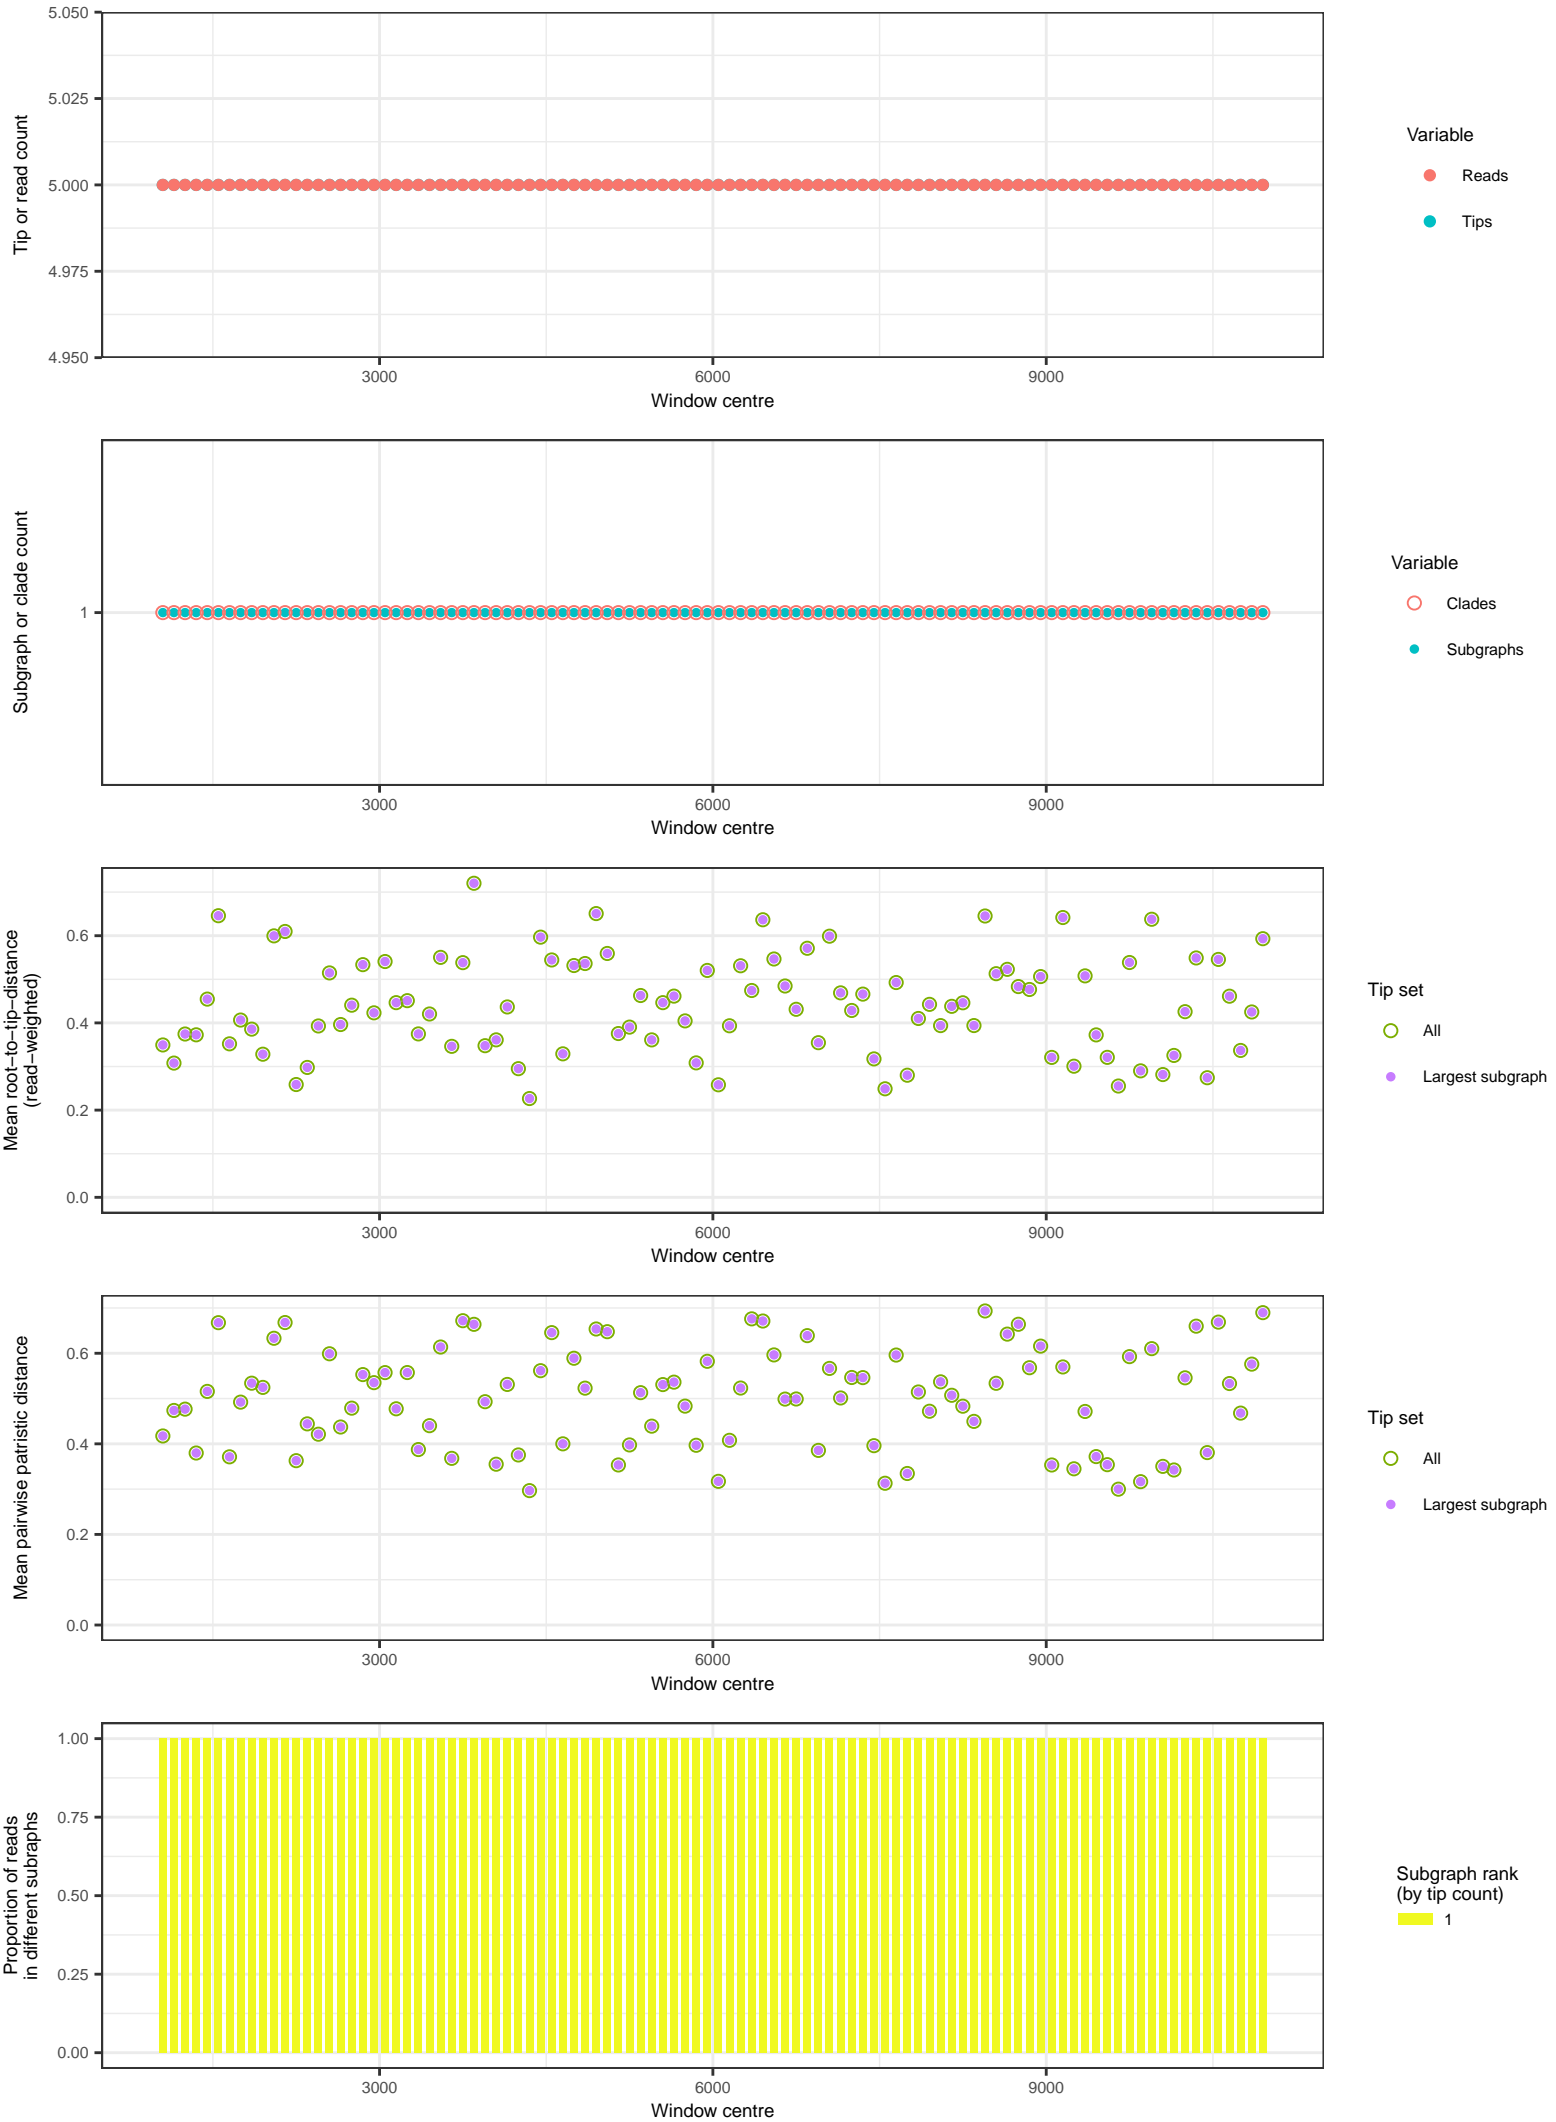 5.050
5.025
5.000
4.975
4.950
Tip or read count
3000 6000 9000
Window centre
Variable
Reads
Tips
1
Subgraph or clade count
3000 6000 9000
Window centre
Variable
Clades
Subgraphs
0.6
0.4
0.2
0.0
Mean root−to−tip−distance
(read−weighted)
3000 6000 9000
Window centre
Tip set
All
Largest subgraph
0.6
0.4
0.2
0.0
Mean pairwise patristic distance
3000 6000 9000
Window centre
Tip set
All
Largest subgraph
1.00
0.75
0.50
0.25
0.00
Proportion of reads
in different subraphs
3000 6000 9000
Window centre
Subgraph rank
(by tip count)
1